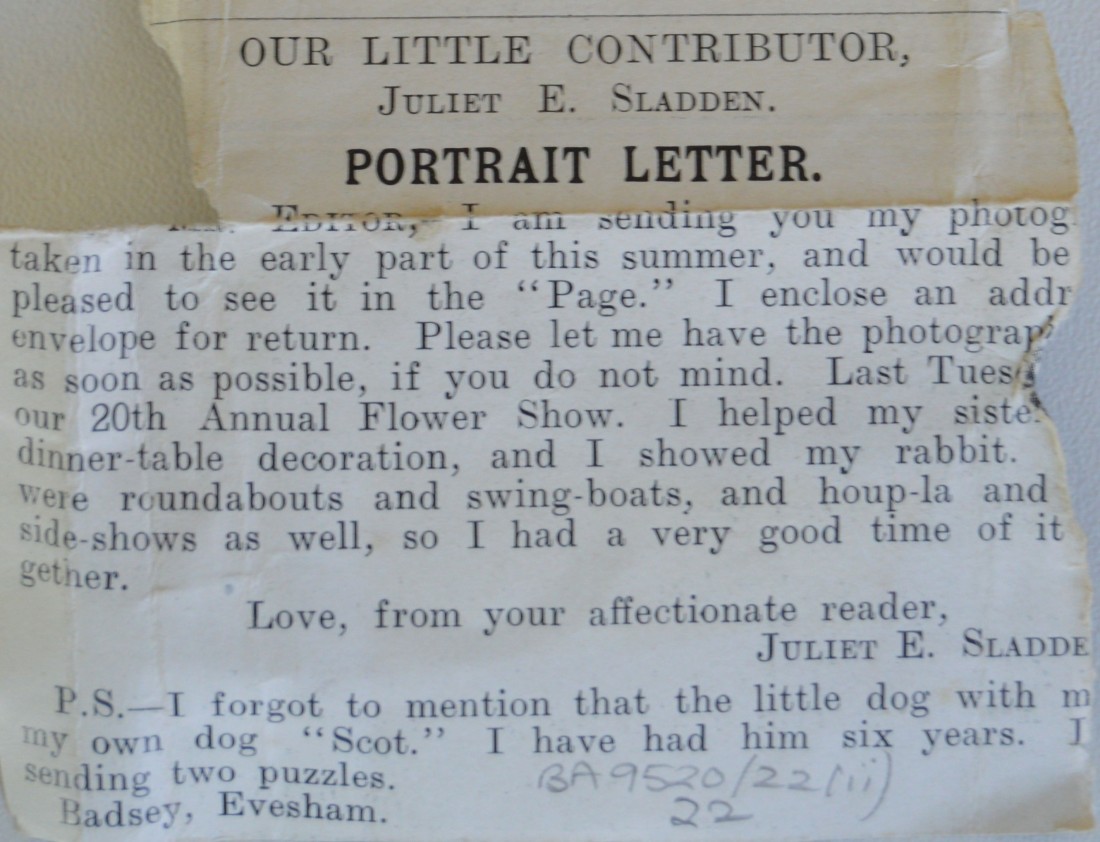 OUR LITTLE CONTRIBUTOR,
JULIET E. SLADDEN.
PORTRAIT LETTER.
EDITOR,— I am sending you my photog
taken in the early part of this summer, and would be
pleased to see it in the "Page." I enclose an addr
envelope for return. Please let me have the photograp
as soon as possible, if you do not mind. Last Tues
our 20th Annual Flower Show. I helped my siste
dinner-table decoration, and I showed my rabbit.
were roundabouts and swing-boats, and houp-la and
side-shows as well, so I had a very good time of it
gether.
Love, from your affectionate reader,
JULIET E. SLADDE
P.S.—I forgot to mention that the little dog with m
my own dog "Scot." I have had him six years. I
sending two puzzles.
Badsey, Evesham.
BA9520/22(ii)
22